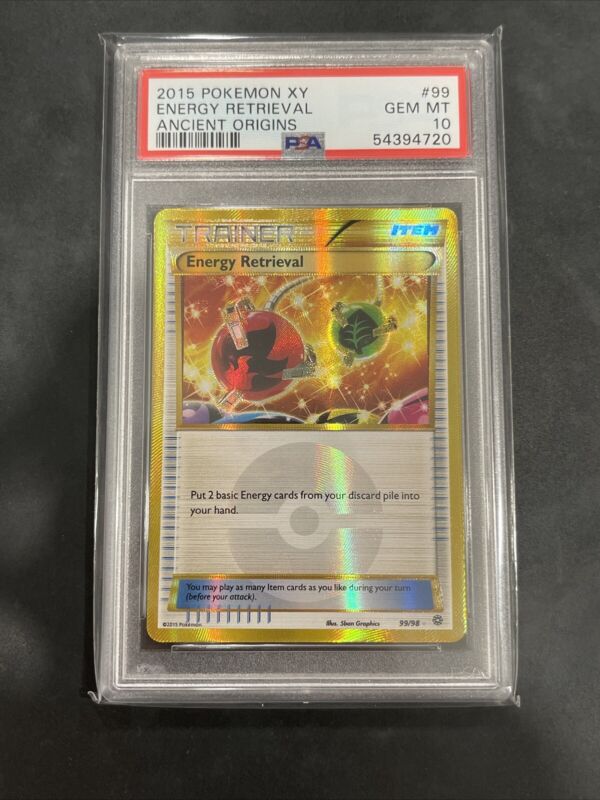 2015 POKEMON XY #99
ENERGY RETRIEVAL GEM MT
ANCIENT ORIGINS 10
PSA 54394720
TRAINER ITEM
Energy Retrieval
Put 2 basic Energy cards from your discard pile into
your hand.
You may play as many Item cards as you like during your turn
(before your attack).
©2015 Pokémon Illus. 5ban Graphics 99/98